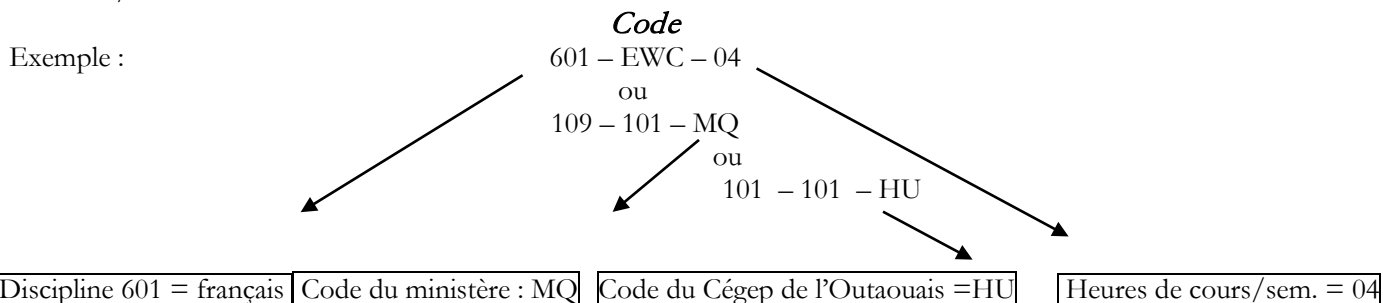 Code
Exemple : 601 – EWC – 04
ou
109 – 101 – MQ
ou
101 – 101 – HU
Discipline 601 = français Code du ministère : MQ Code du Cégep de l’Outaouais =HU Heures de cours/sem. = 04